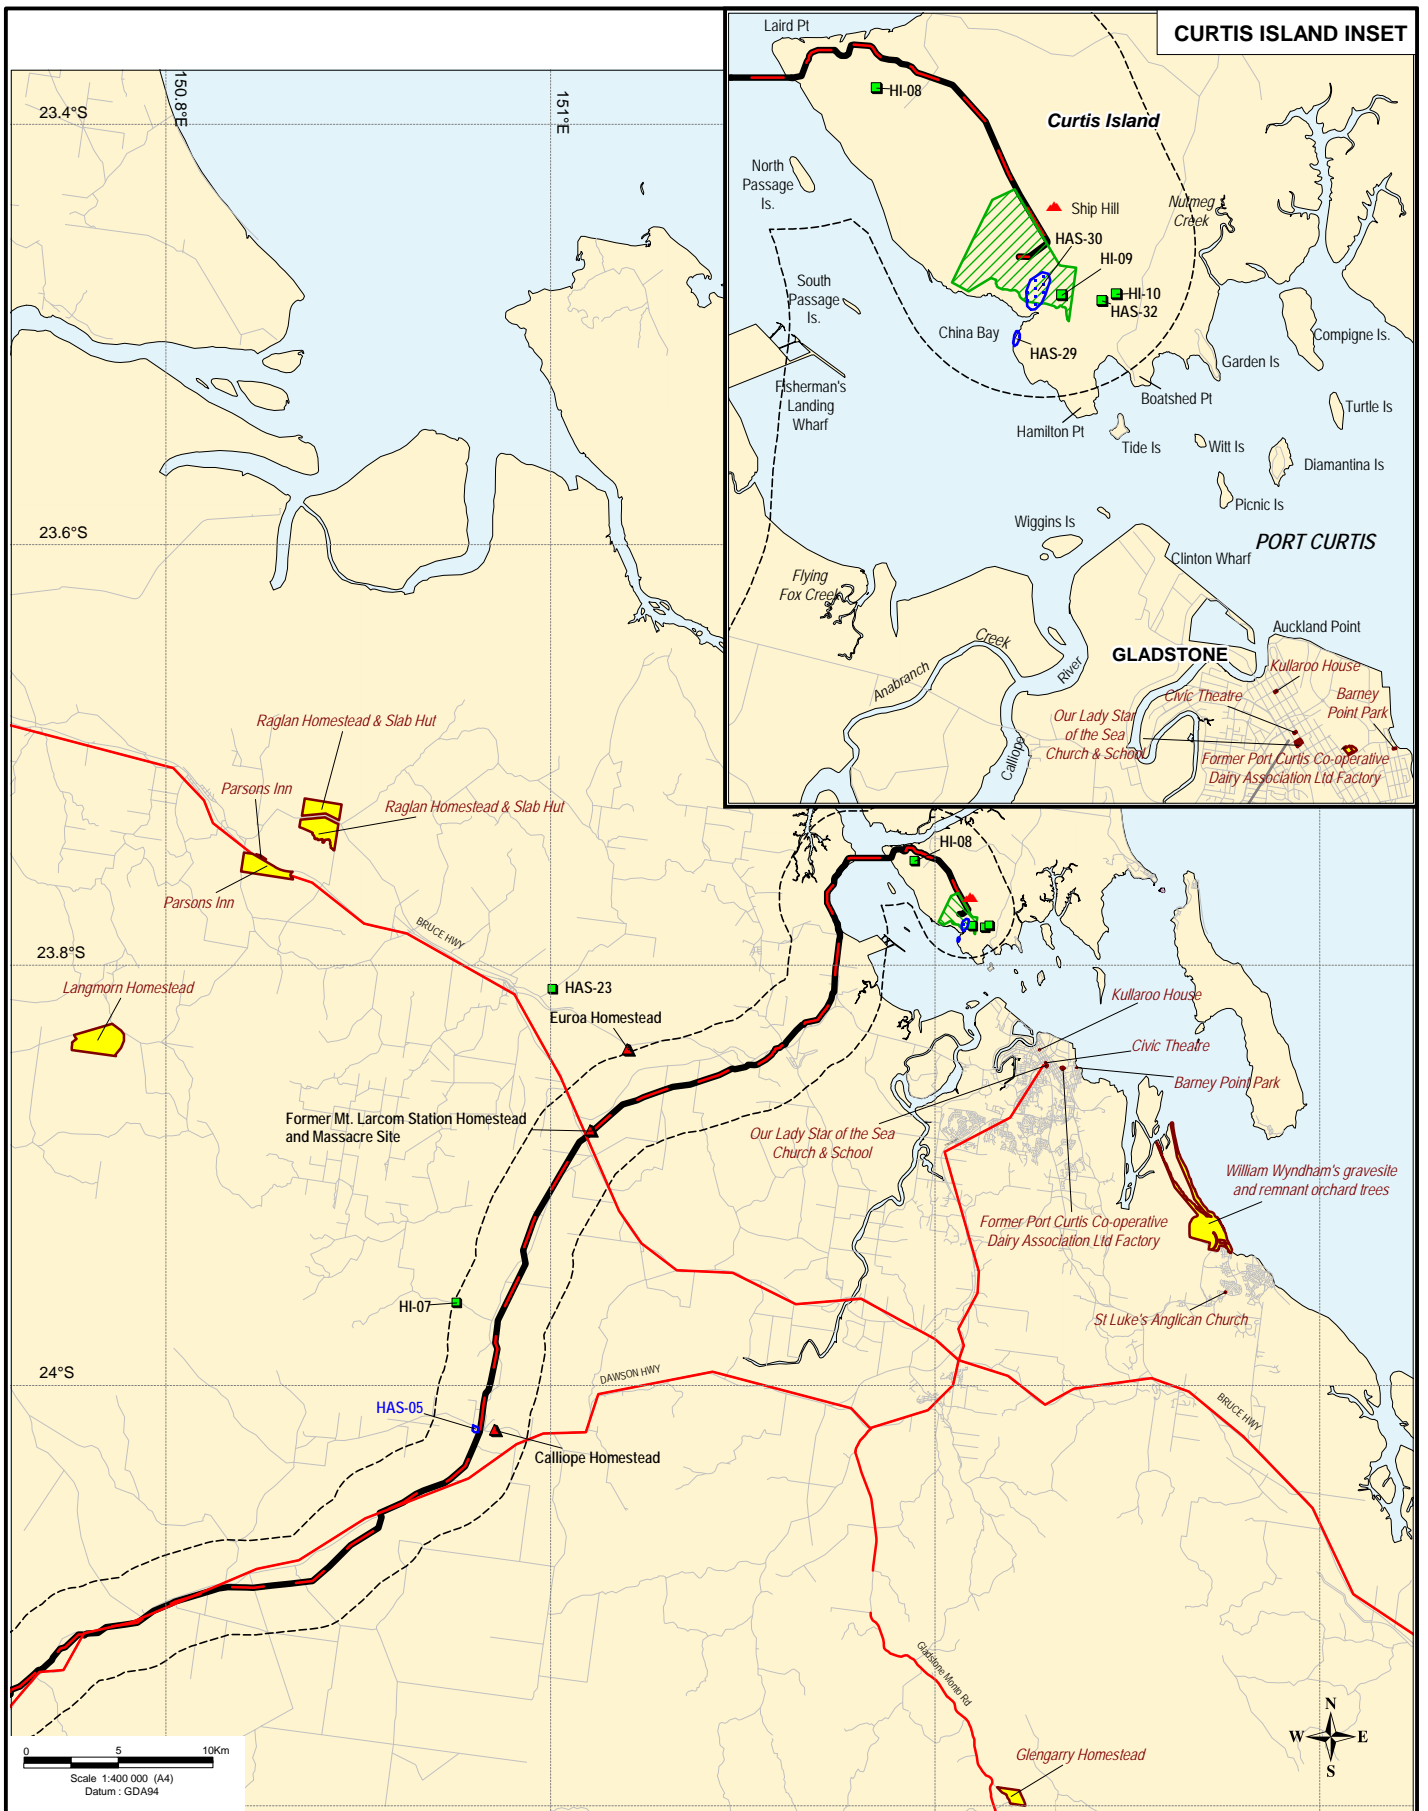 CURTIS ISLAND INSET
Laird Pt
HI-08
Curtis Island
North
Passage
Is.
Ship Hill
Nutmeg
Creek
HAS-30
HI-09
South
Passage
Is.
HI-10
HAS-32
China Bay
HAS-29
Compigne Is.
Garden Is
Fisherman's
Landing
Wharf
Boatshed Pt
Turtle Is
Hamilton Pt
Tide Is
Witt Is
Diamantina Is
Picnic Is
Wiggins Is
PORT CURTIS
Clinton Wharf
Flying
Fox Creek
Auckland Point
Creek
Anabranch
River
GLADSTONE
Kullaroo House
Civic Theatre
Barney
Point Park
Our Lady Star
of the Sea
Church & School
Calliope
Former Port Curtis Co-operative
Dairy Association Ltd Factory
150.8°E
151°E
23.4°S
23.6°S
Raglan Homestead & Slab Hut
Parsons Inn
Raglan Homestead & Slab Hut
Parsons Inn
BRUCE HWY
HI-08
23.8°S
Langmorn Homestead
HAS-23
Euroa Homestead
Kullaroo House
Civic Theatre
Barney Point Park
Former Mt. Larcom Station Homestead
and Massacre Site
Our Lady Star of the Sea
Church & School
William Wyndham's gravesite
and remnant orchard trees
Former Port Curtis Co-operative
Dairy Association Ltd Factory
HI-07
St Luke's Anglican Church
24°S
DAWSON HWY
BRUCE HWY
HAS-05
Calliope Homestead
Gladstone Monto Rd
Glengarry Homestead
N
W
E
S
0 5 10Km
Scale 1:400 000 (A4)
Datum : GDA94